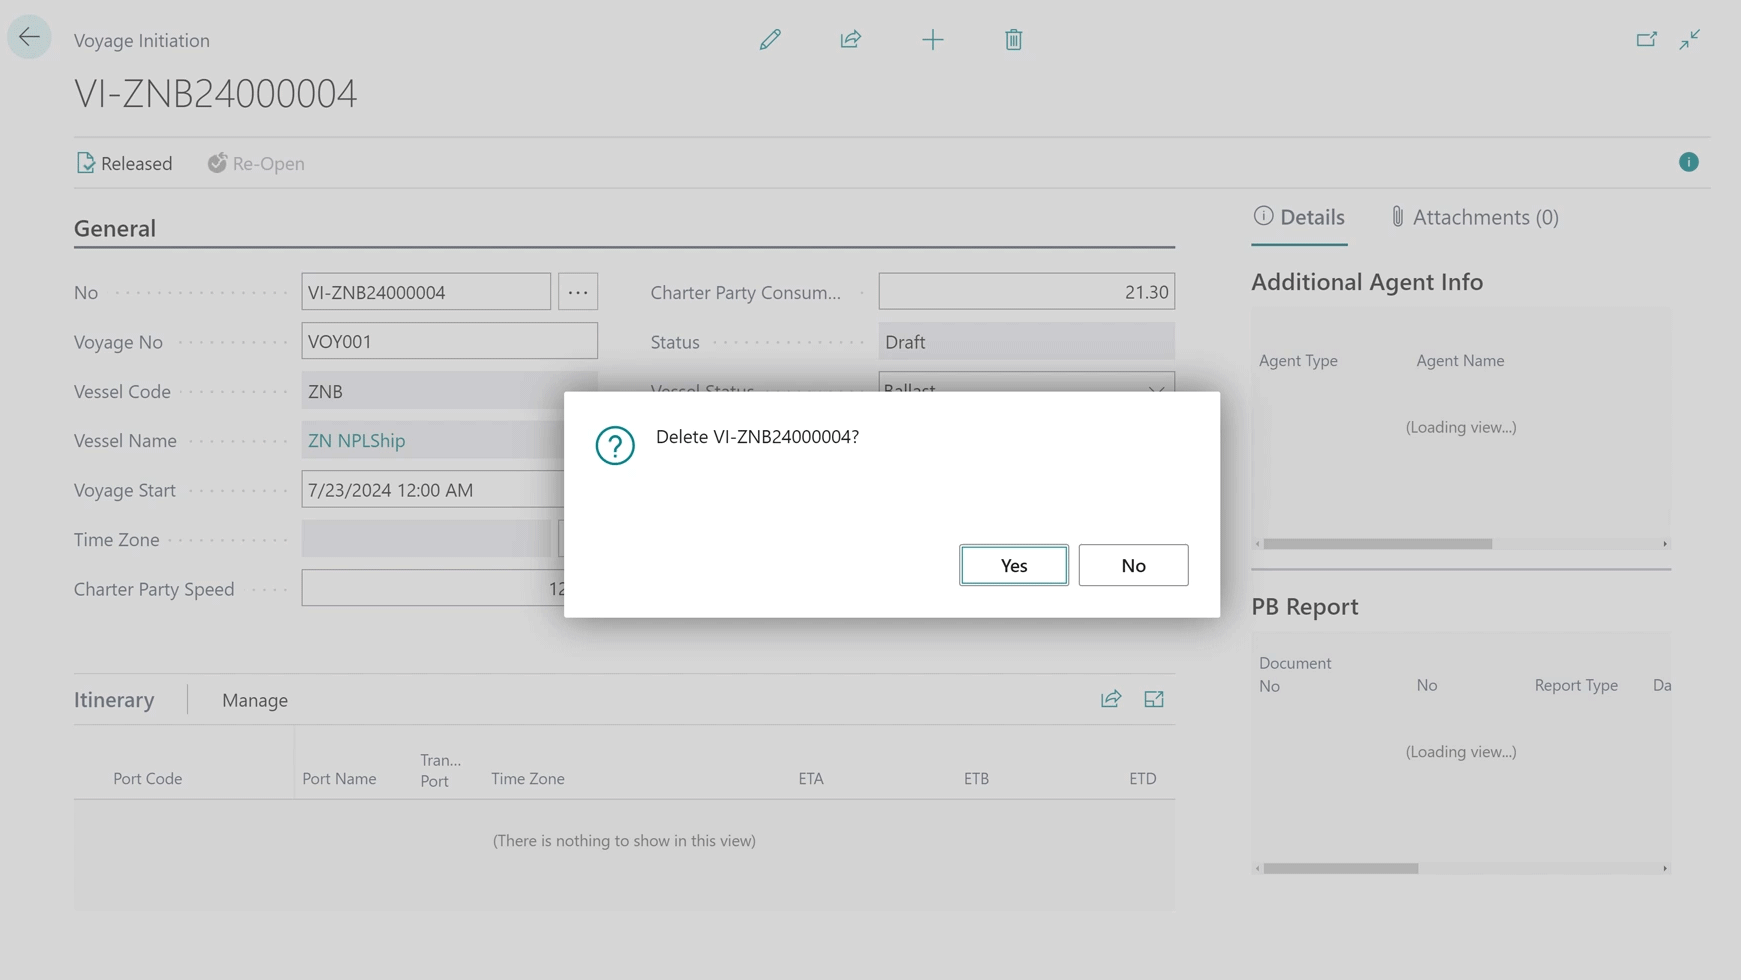 Voyage Initiation
VI-ZNB24000004
Released Re-Open
General
Details Attachments (0)
No VI-ZNB24000004 ... Charter Party Consum... 21.30
Voyage No VOY001 Status Draft
Vessel Code ZNB Vessel Status Ballast
Vessel Name ZN NPLShip
Voyage Start 7/23/2024 12:00 AM
Time Zone
Charter Party Speed 12
Delete VI-ZNB24000004?
Yes No
Additional Agent Info
Agent Type Agent Name
(Loading view...)
PB Report
Document No No Report Type Da
(Loading view...)
Itinerary Manage
Port Code Port Name Tran... Port Time Zone ETA ETB ETD
(There is nothing to show in this view)